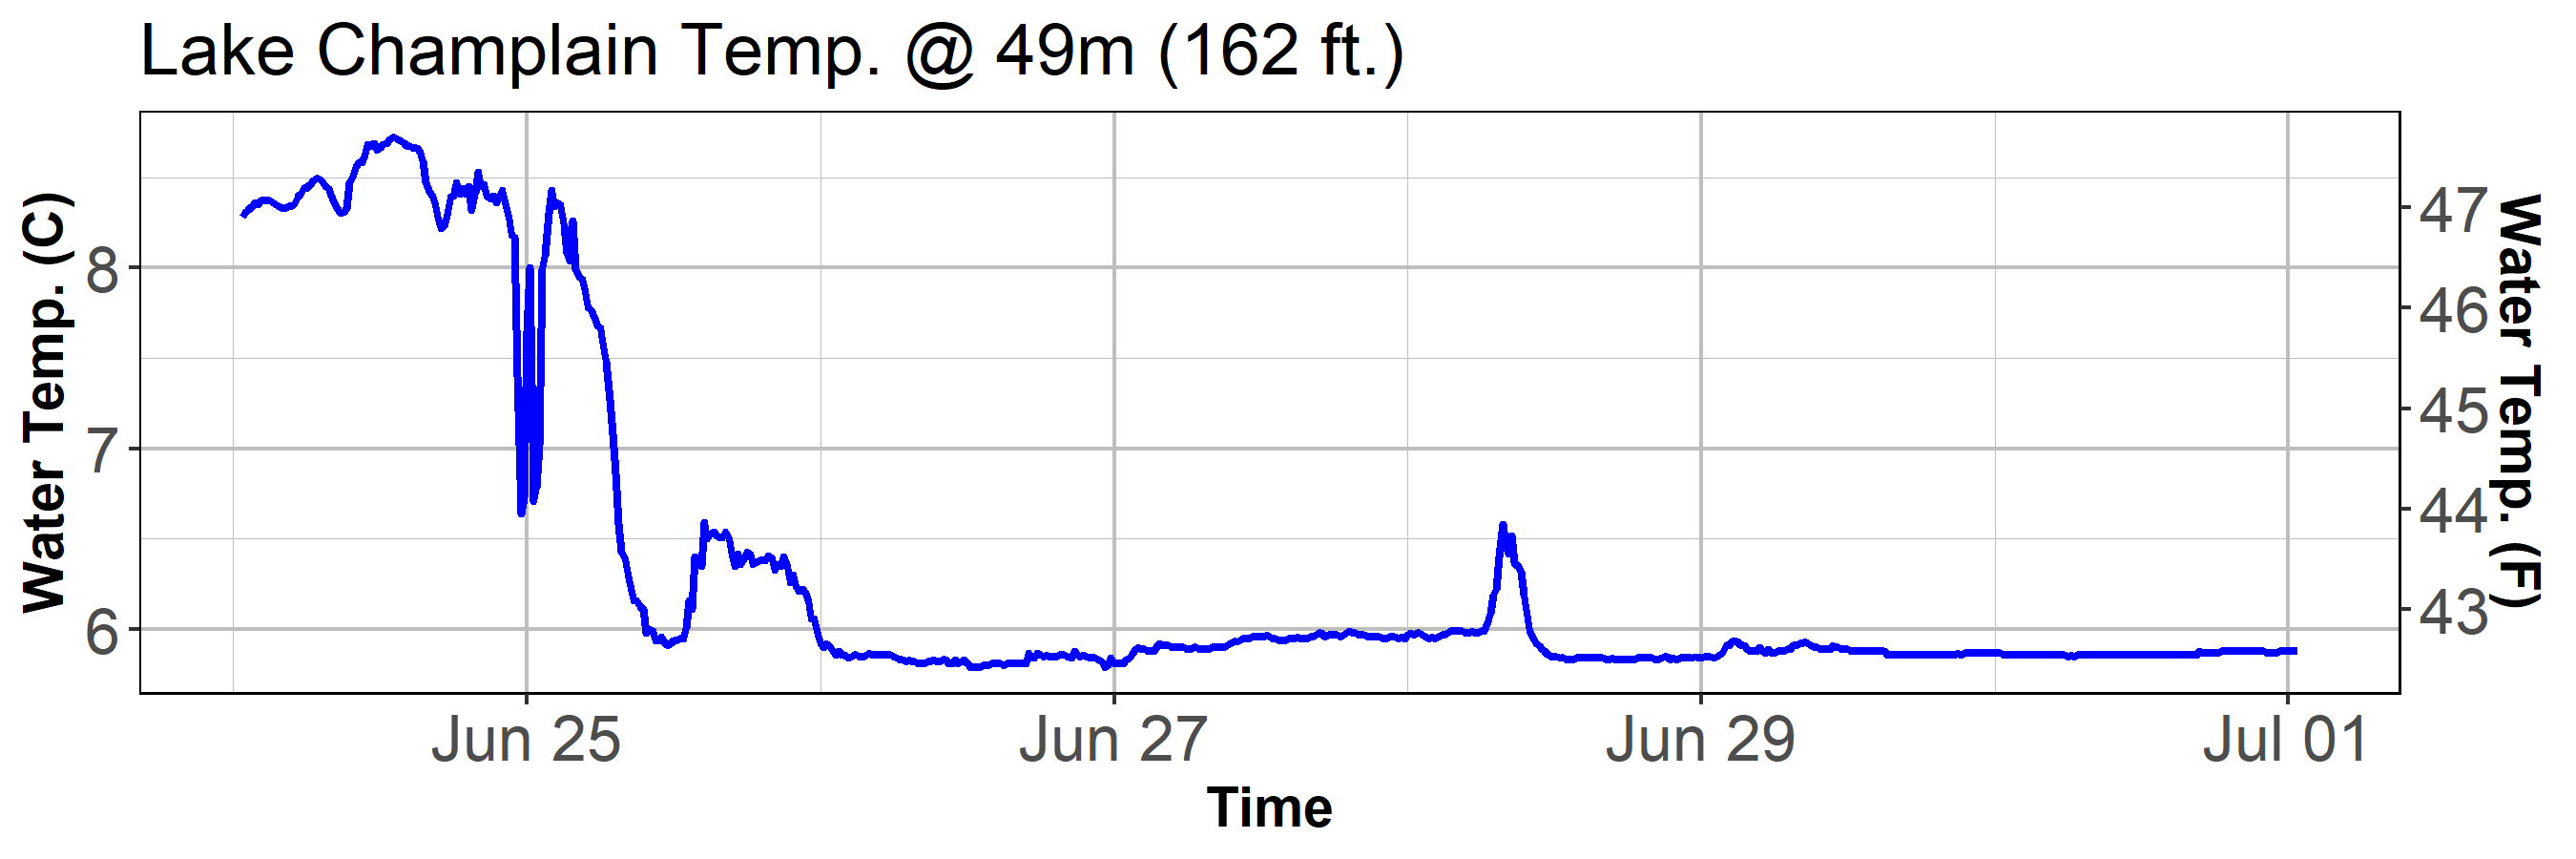 Lake Champlain Temp. @ 49m (162 ft.)
Water Temp. (C)
8
7
6
47
46
45
44
43
Water Temp. (F)
Jun 25
Jun 27
Jun 29
Jul 01
Time